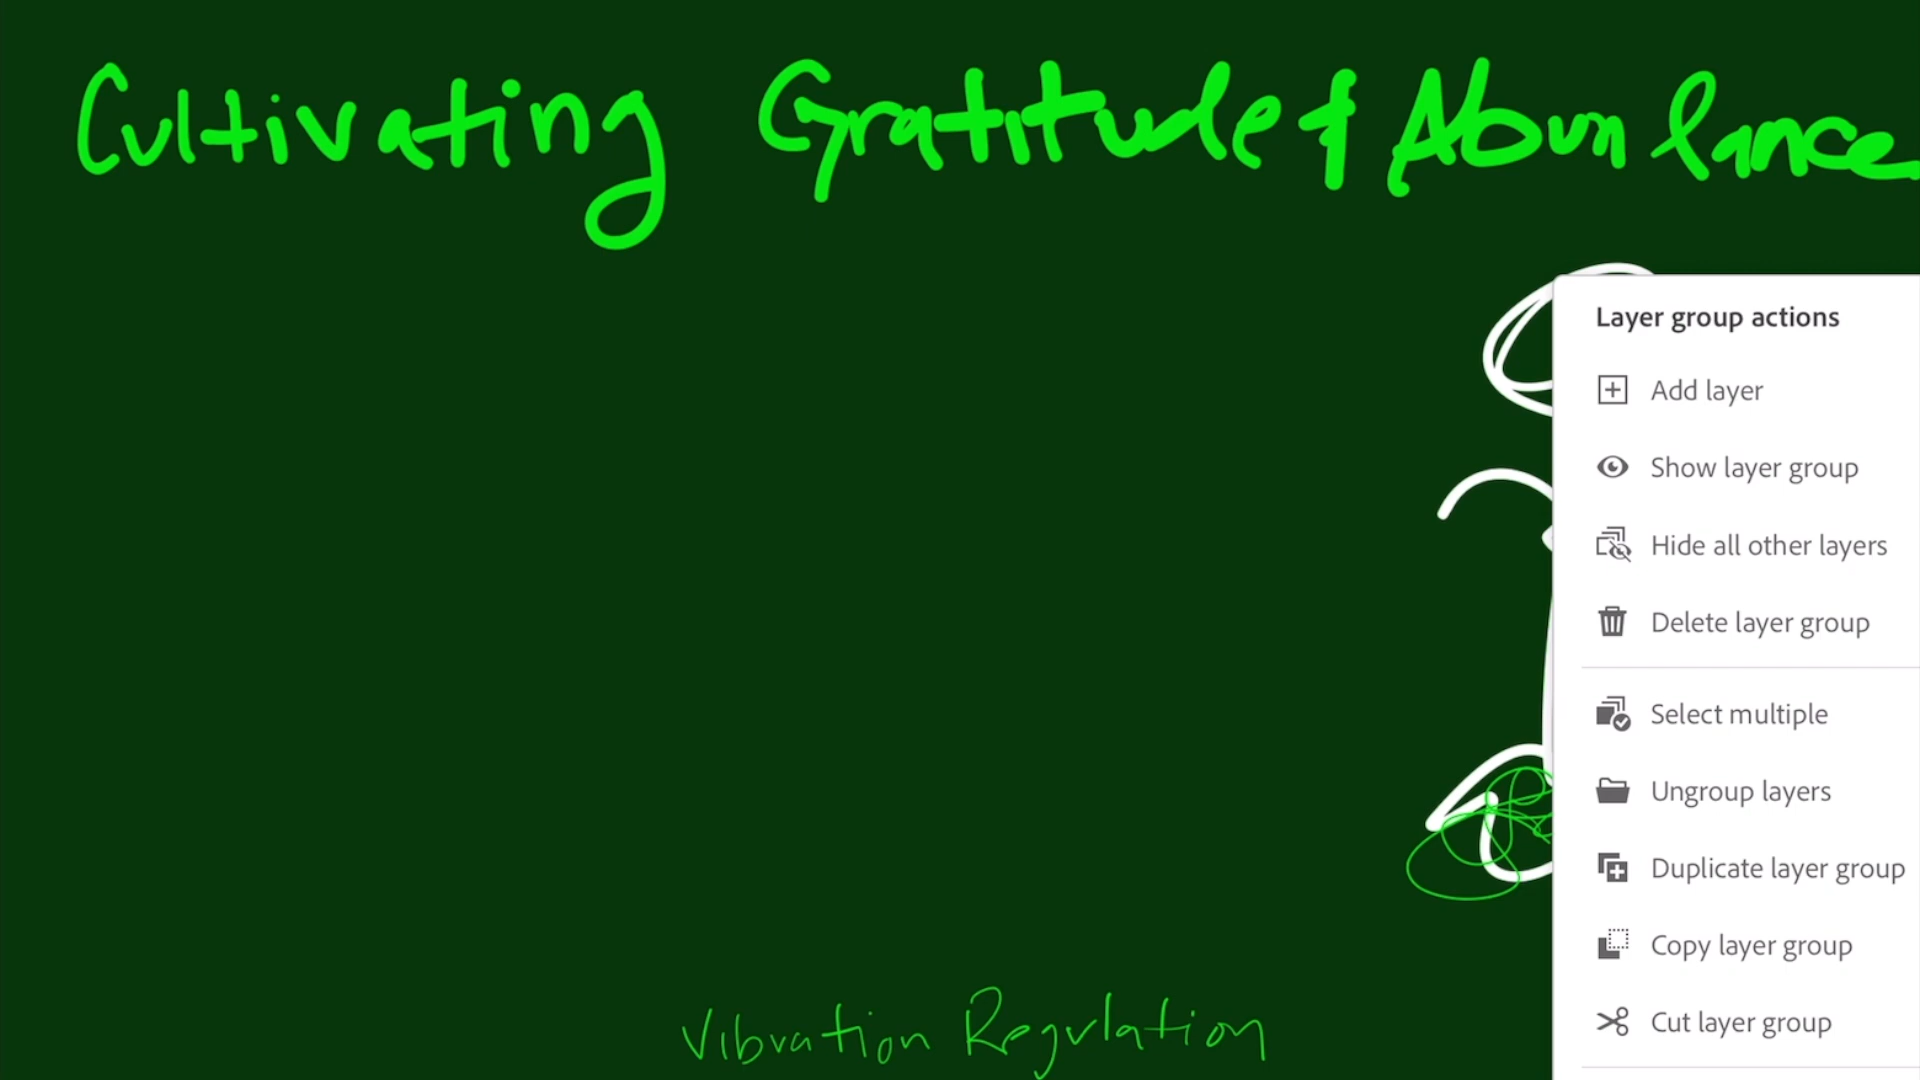 Cultivating Gratitude & Abundance
Layer group actions
Add layer
Show layer group
Hide all other layers
Delete layer group
Select multiple
Ungroup layers
Duplicate layer group
Copy layer group
Cut layer group
Vibration Regulation